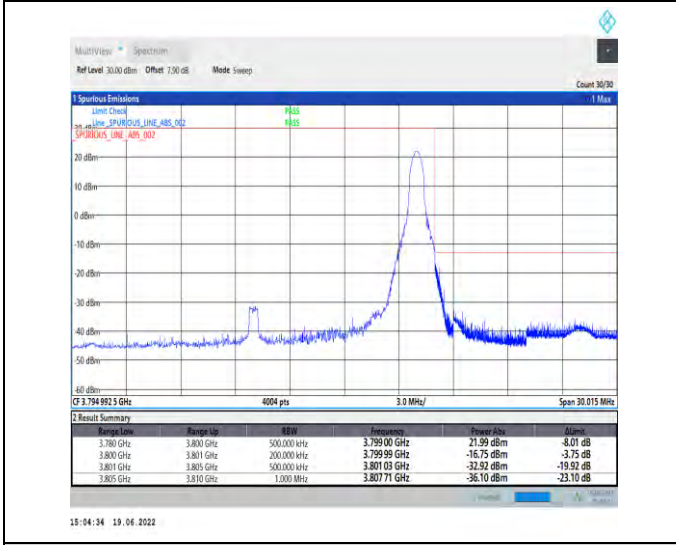 MultiView Spectrum
Ref Level 30.00 dBm Offset 7.90 dB Mode Sweep
Count 30/30
1 Spurious Emissions 1 Max
Limit Check PASS
Line_SPURIOUS_LINE_ABS_002 PASS
_SPURIOUS_LINE_ABS_002
20 dBm
10 dBm
0 dBm
-10 dBm
-20 dBm
-30 dBm
-40 dBm
-50 dBm
-60 dBm
CF 3.794 992 5 GHz 4004 pts 3.0 MHz/ Span 30.015 MHz
2 Result Summary
Range Low Range Up RBW Frequency Power Abs ΔLimit
3.780 GHz 3.800 GHz 500.000 kHz 3.799 00 GHz 21.99 dBm -8.01 dB
3.800 GHz 3.801 GHz 200.000 kHz 3.799 99 GHz -16.75 dBm -3.75 dB
3.801 GHz 3.805 GHz 500.000 kHz 3.801 03 GHz -32.92 dBm -19.92 dB
3.805 GHz 3.810 GHz 1.000 MHz 3.807 71 GHz -36.10 dBm -23.10 dB
15:04:34 19.06.2022